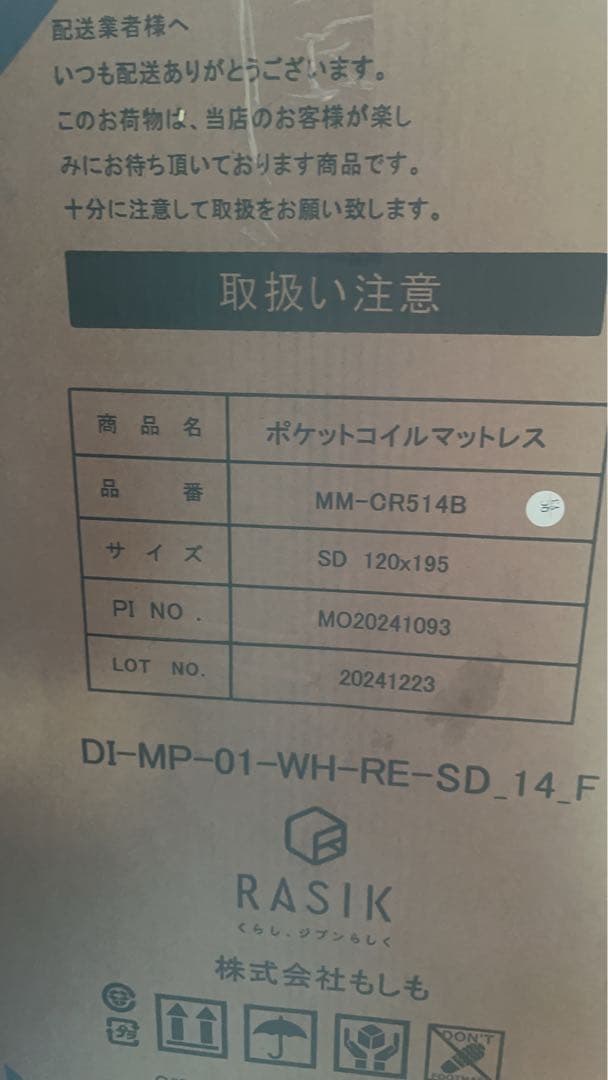 配送業者様へ
いつも配送ありがとうございます。
このお荷物は、当店のお客様が楽し
みにお待ち頂いております商品です。
十分に注意して取扱をお願い致します。
取扱い注意
商品名 ポケットコイルマットレス
品番 MM-CR514B
サイズ SD 120x195
PI NO. MO20241093
LOT NO. 20241223
DI-MP-01-WH-RE-SD_14_F
RASIK
くらし、ジブンらしく
株式会社もしも
DON'T